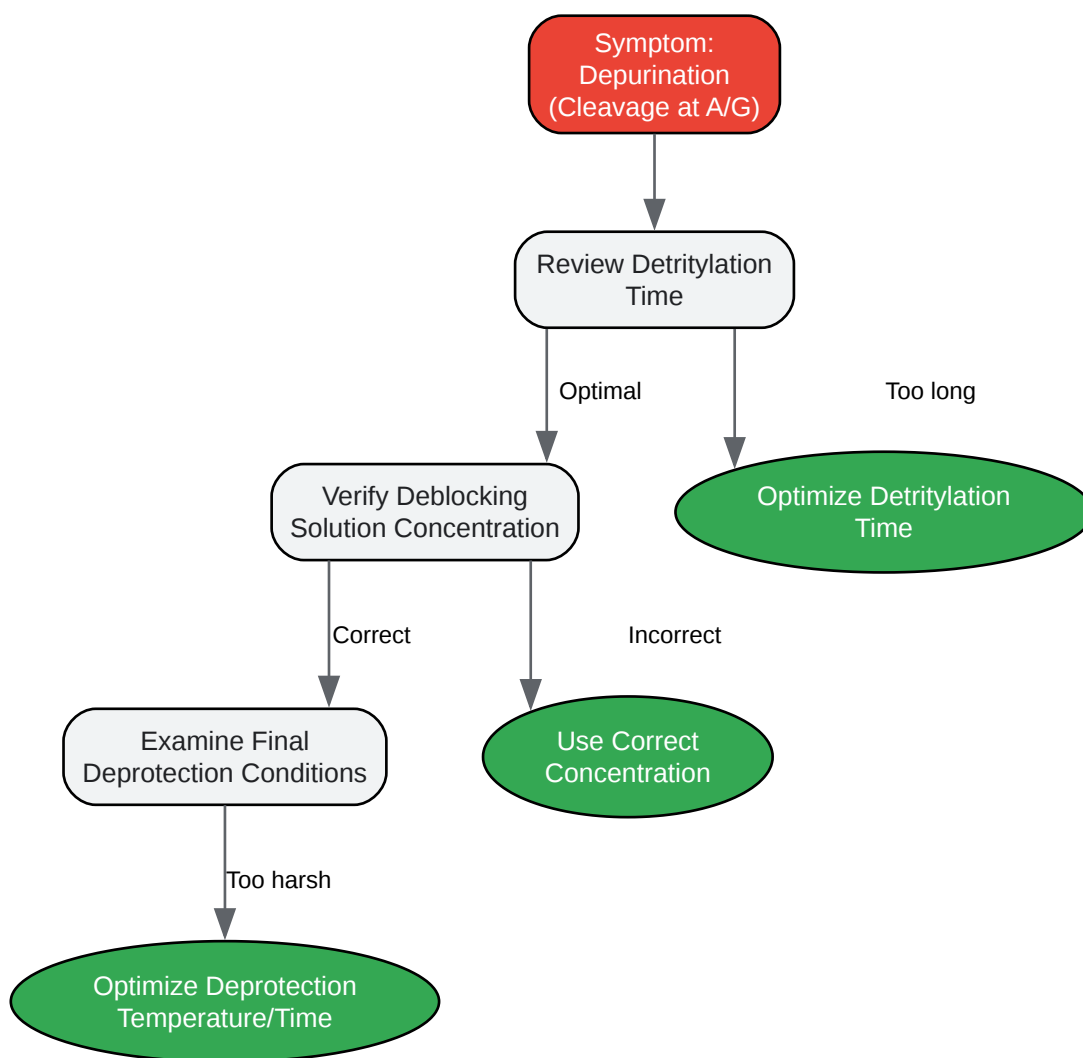 Symptom:
Depurination
(Cleavage at A/G)
Review Detritylation
Time
Optimal
Too long
Verify Deblocking
Solution Concentration
Optimize Detritylation
Time
Correct
Incorrect
Examine Final
Deprotection Conditions
Use Correct
Concentration
Too harsh
Optimize Deprotection
Temperature/Time